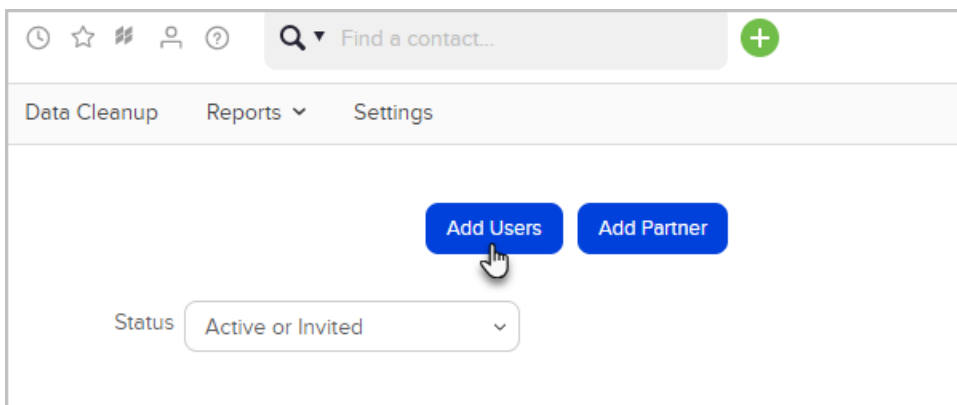 Find a contact...
Data Cleanup Reports Settings
Add Users Add Partner
Status Active or Invited